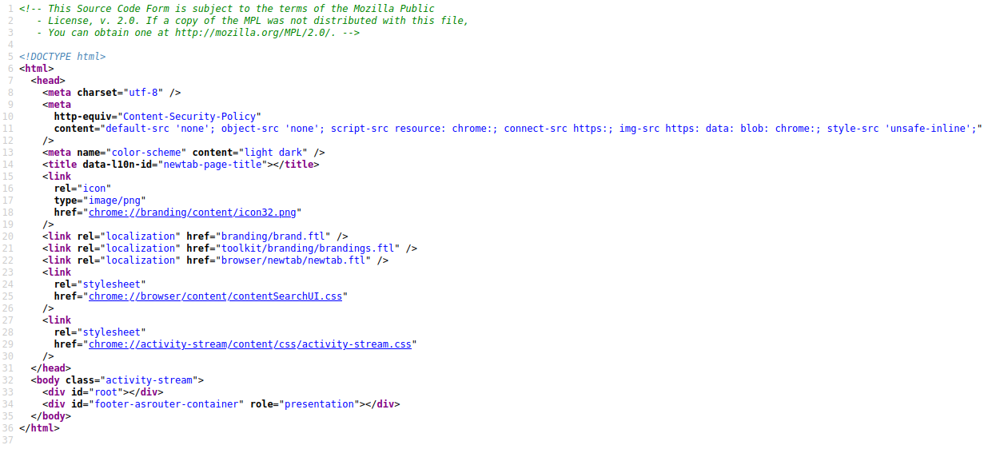 1 <!-- This Source Code Form is subject to the terms of the Mozilla Public
2    - License, v. 2.0. If a copy of the MPL was not distributed with this file,
3    - You can obtain one at http://mozilla.org/MPL/2.0/. -->
4
5 <!DOCTYPE html>
6 <html>
7   <head>
8     <meta charset="utf-8" />
9     <meta
10       http-equiv="Content-Security-Policy"
11       content="default-src 'none'; object-src 'none'; script-src resource: chrome:; connect-src https:; img-src https: data: blob: chrome:; style-src 'unsafe-inline';"
12     />
13     <meta name="color-scheme" content="light dark" />
14     <title data-l10n-id="newtab-page-title"></title>
15     <link
16       rel="icon"
17       type="image/png"
18       href="chrome://branding/content/icon32.png"
19     />
20     <link rel="localization" href="branding/brand.ftl" />
21     <link rel="localization" href="toolkit/branding/brandings.ftl" />
22     <link rel="localization" href="browser/newtab/newtab.ftl" />
23     <link
24       rel="stylesheet"
25       href="chrome://browser/content/contentSearchUI.css"
26     />
27     <link
28       rel="stylesheet"
29       href="chrome://activity-stream/content/css/activity-stream.css"
30     />
31   </head>
32   <body class="activity-stream">
33     <div id="root"></div>
34     <div id="footer-asrouter-container" role="presentation"></div>
35   </body>
36 </html>
37